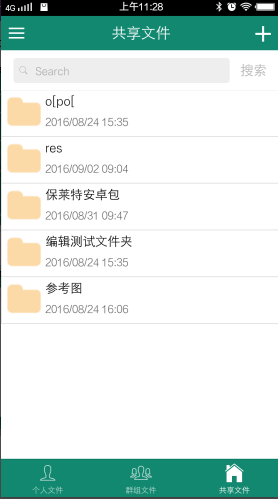 4G 上午11:28
共享文件
Search 搜索
o[po[
2016/08/24 15:35
res
2016/09/02 09:04
保莱特安卓包
2016/08/31 09:47
编辑测试文件夹
2016/08/24 15:35
参考图
2016/08/24 16:06
个人文件 群组文件 共享文件